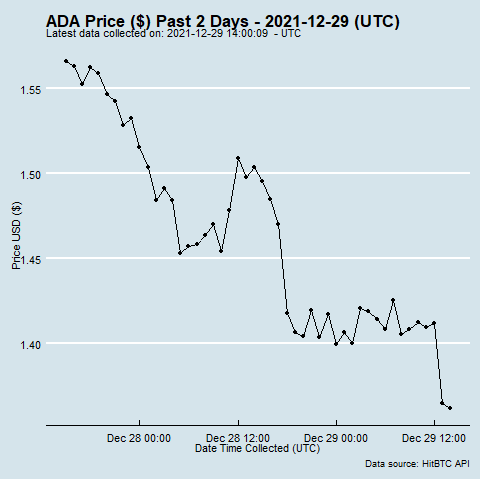 ADA Price ($) Past 2 Days - 2021-12-29 (UTC)
Latest data collected on: 2021-12-29 14:00:09  - UTC
1.55
1.50
1.45
1.40
Price USD ($)
Dec 28 00:00 Dec 28 12:00 Dec 29 00:00 Dec 29 12:00
Date Time Collected (UTC)
Data source: HitBTC API